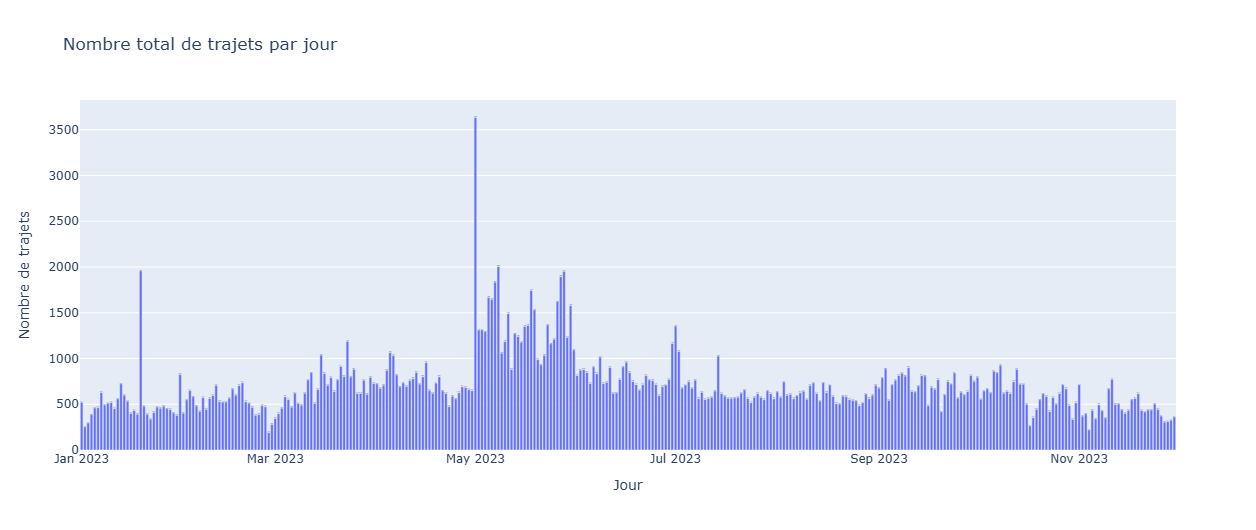 Nombre total de trajets par jour
Nombre de trajets
3500
3000
2500
2000
1500
1000
500
0
Jan 2023
Mar 2023
May 2023
Jul 2023
Sep 2023
Nov 2023
Jour